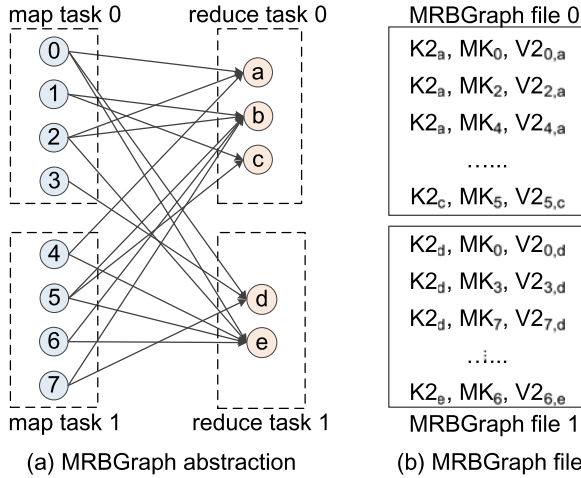 map task 0
reduce task 0
0
1
2
3
a
b
c
4
5
6
7
d
e
map task 1
reduce task 1
(a) MRBGraph abstraction
MRBGraph file 0
K2a, MK0, V20,a
K2a, MK2, V22,a
K2a, MK4, V24,a
......
K2c, MK5, V25,c
K2d, MK0, V20,d
K2d, MK3, V23,d
K2d, MK7, V27,d
......
K2e, MK6, V26,e
MRBGraph file 1
(b) MRBGraph file